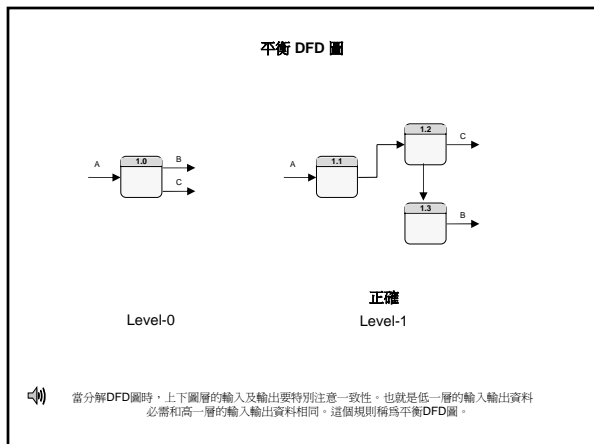 平衡 DFD 圖
A
1.0
B
C
A
1.1
1.2
C
1.3
B
正確
Level-0
Level-1
當分解DFD圖時，上下圖層的輸入及輸出要特別注意一致性。也就是低一層的輸入輸出資料
必需和高一層的輸入輸出資料相同。這個規則稱爲平衡DFD圖。